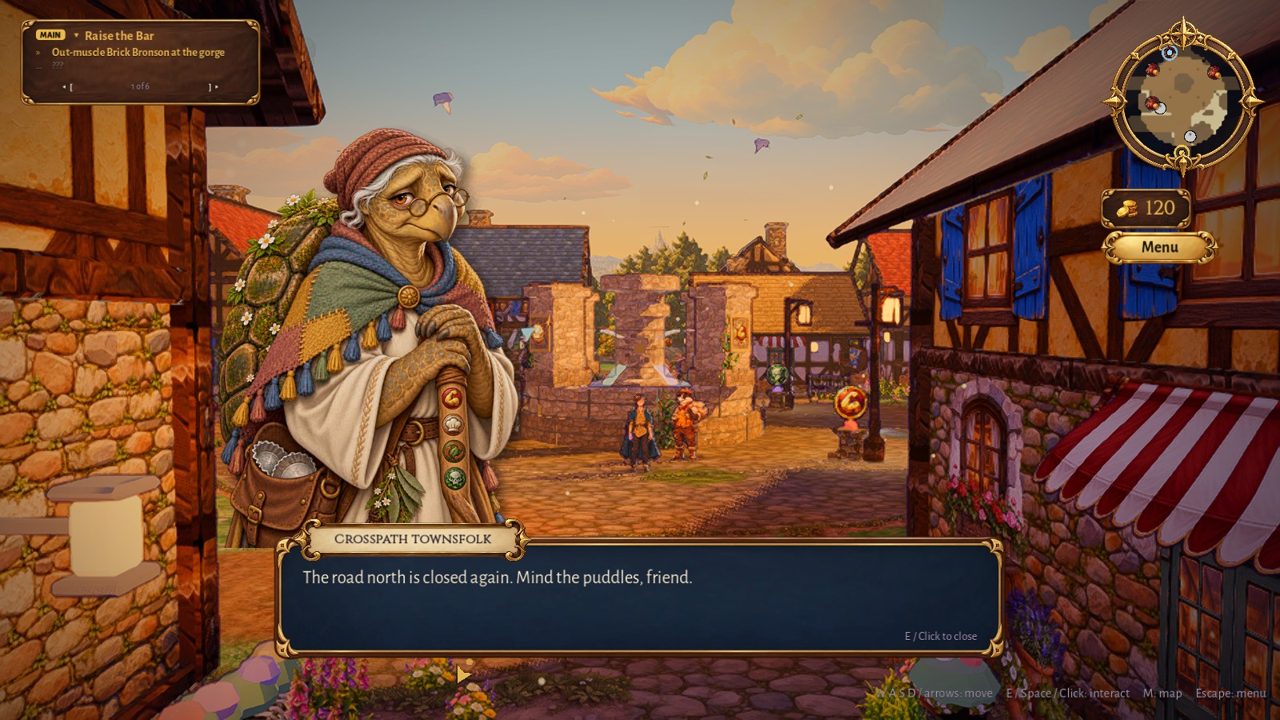 MAIN ▾ Raise the Bar
» Out-muscle Brick Bronson at the gorge
... ???
◂ [ 1 of 6 ] ▸
120
Menu
CROSSPATH TOWNSFOLK
The road north is closed again. Mind the puddles, friend.
E / Click to close
W A S D / arrows: move E / Space / Click: interact M: map Escape: menu